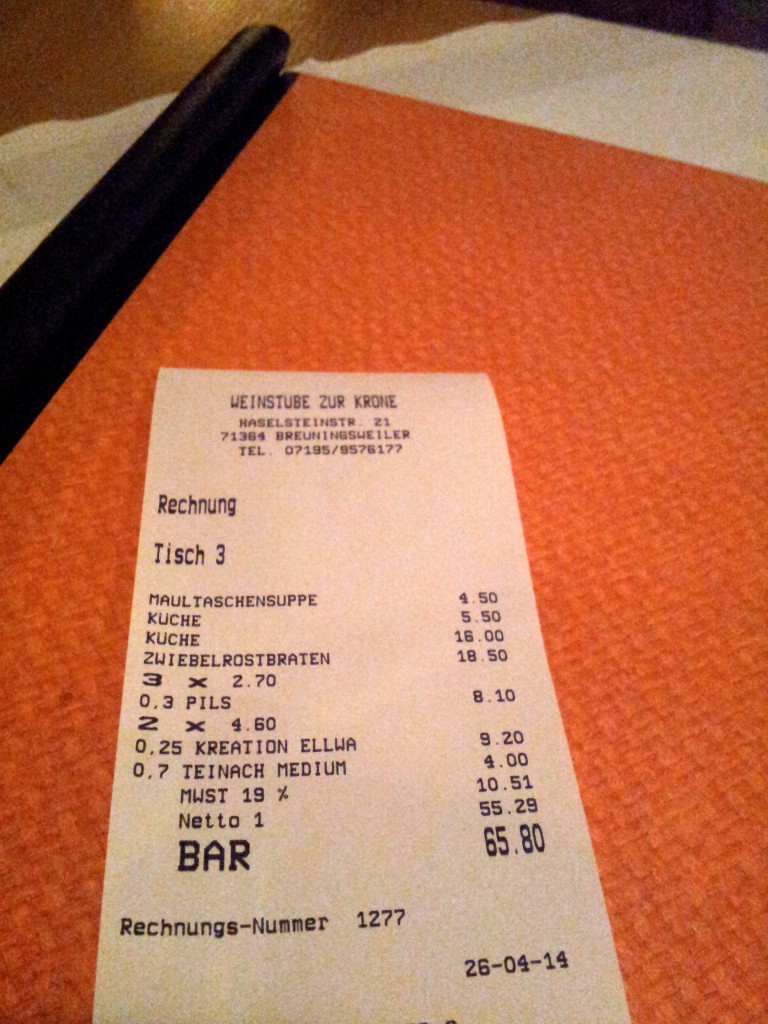 WEINSTUBE ZUR KRONE
HASELSTEINSTR. 21
71364 BREUNINGSWEILER
TEL. 07195/9576177
Rechnung
Tisch 3
MAULTASCHENSUPPE 4.50
KÜCHE 5.50
KÜCHE 16.00
ZWIEBELROSTBRATEN 18.50
3 x 2.70
0,3 PILS 8.10
2 x 4.60
0,25 KREATION ELLWA 9.20
0,7 TEINACH MEDIUM 4.00
MWST 19 % 10.51
Netto 1 55.29
BAR 65.80
Rechnungs-Nummer 1277
26-04-14